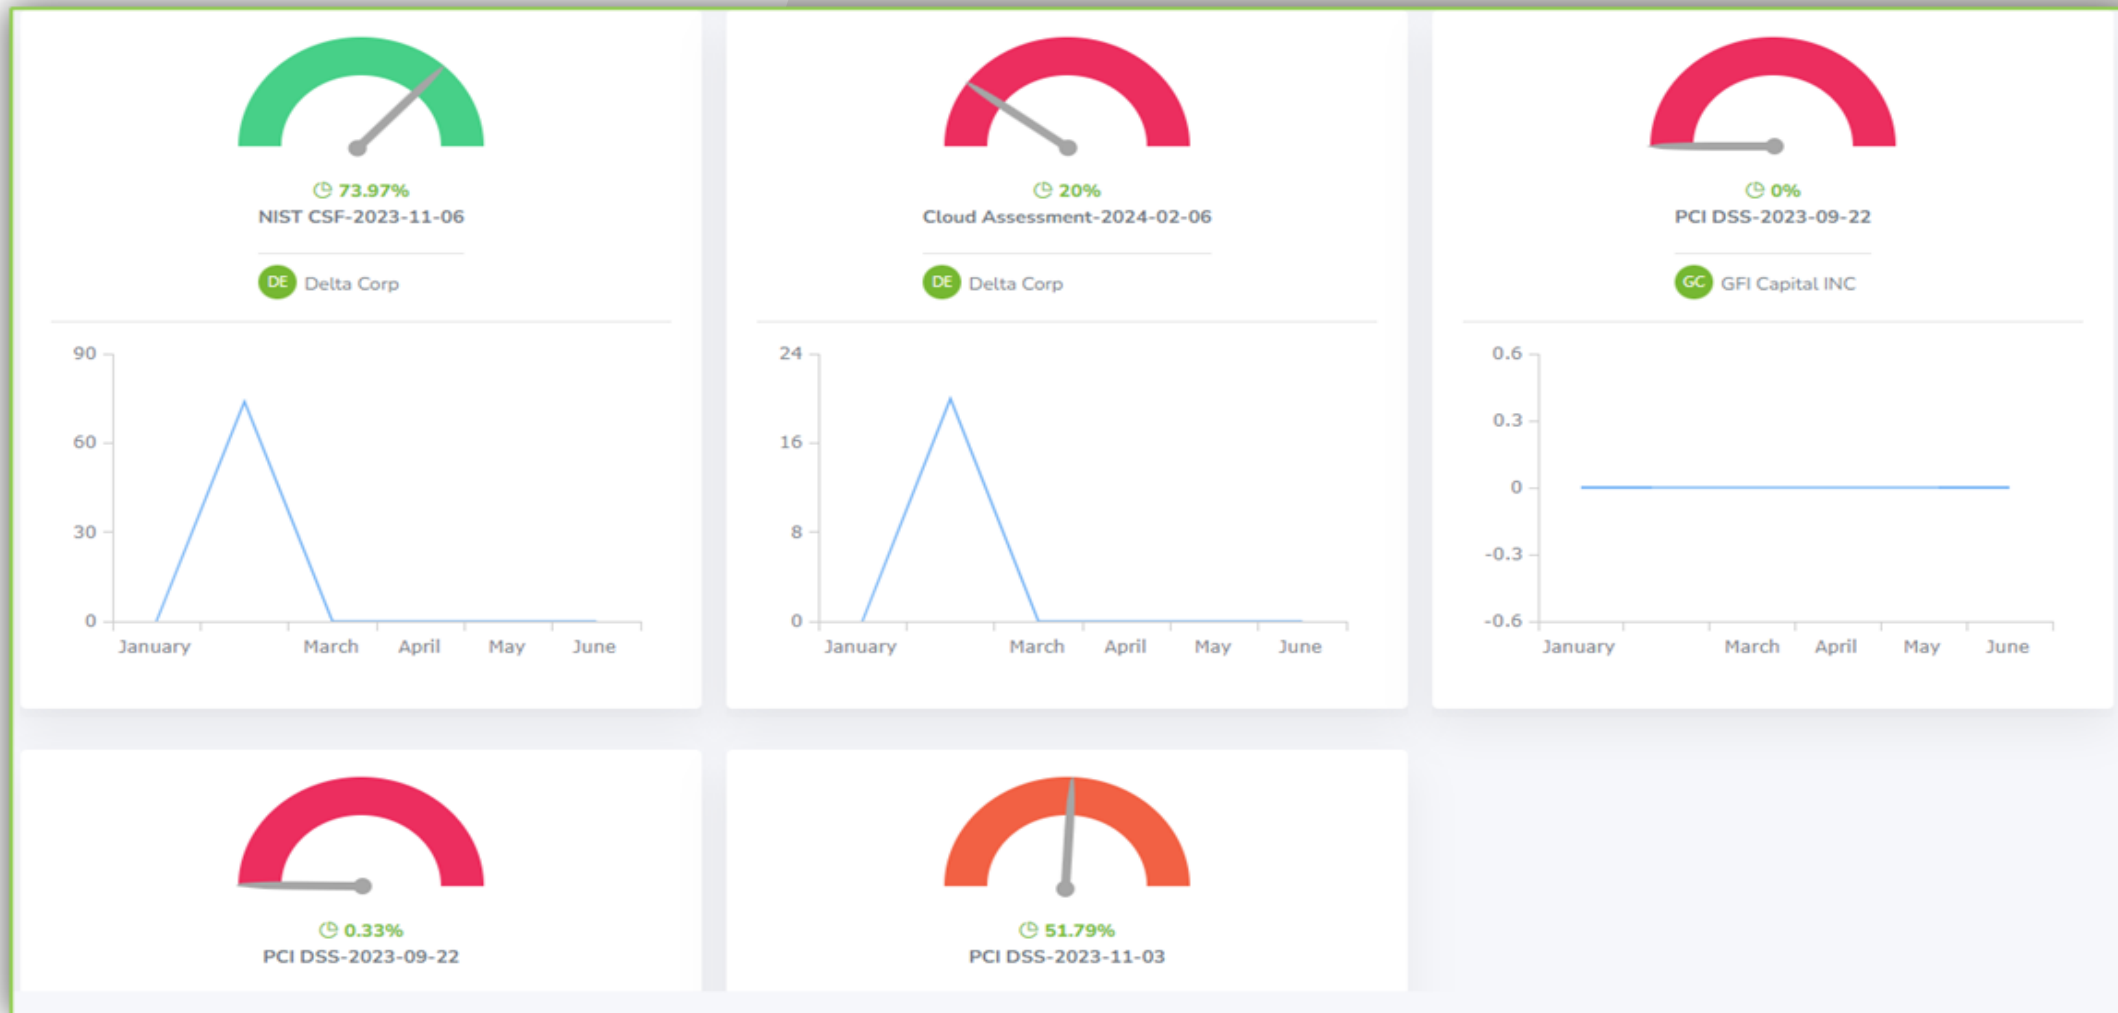 73.97%
NIST CSF-2023-11-06
DE Delta Corp
90
60
30
0
January March April May June
20%
Cloud Assessment-2024-02-06
DE Delta Corp
24
16
8
0
January March April May June
0%
PCI DSS-2023-09-22
GC GFI Capital INC
0.6
0.3
0
-0.3
-0.6
January March April May June
0.33%
PCI DSS-2023-09-22
51.79%
PCI DSS-2023-11-03